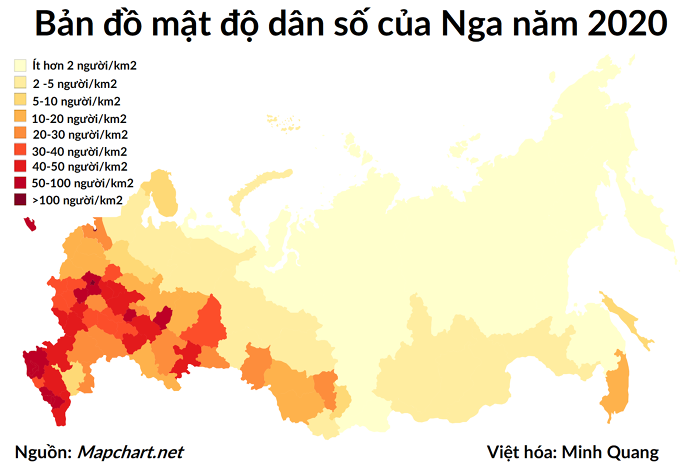 Bản đồ mật độ dân số của Nga năm 2020
Ít hơn 2 người/km2
2 -5 người/km2
5-10 người/km2
10-20 người/km2
20-30 người/km2
30-40 người/km2
40-50 người/km2
50-100 người/km2
>100 người/km2
Nguồn: Mapchart.net
Việt hóa: Minh Quang